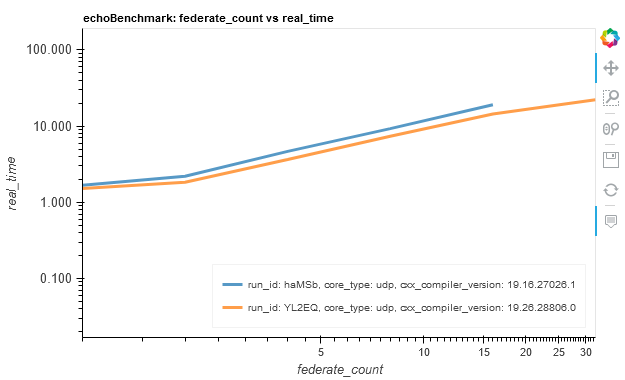 echoBenchmark: federate_count vs real_time
100.000
10.000
1.000
0.100
real_time
run_id: haMSb, core_type: udp, cxx_compiler_version: 19.16.27026.1
run_id: YL2EQ, core_type: udp, cxx_compiler_version: 19.26.28806.0
5 10 15 20 25 30
federate_count